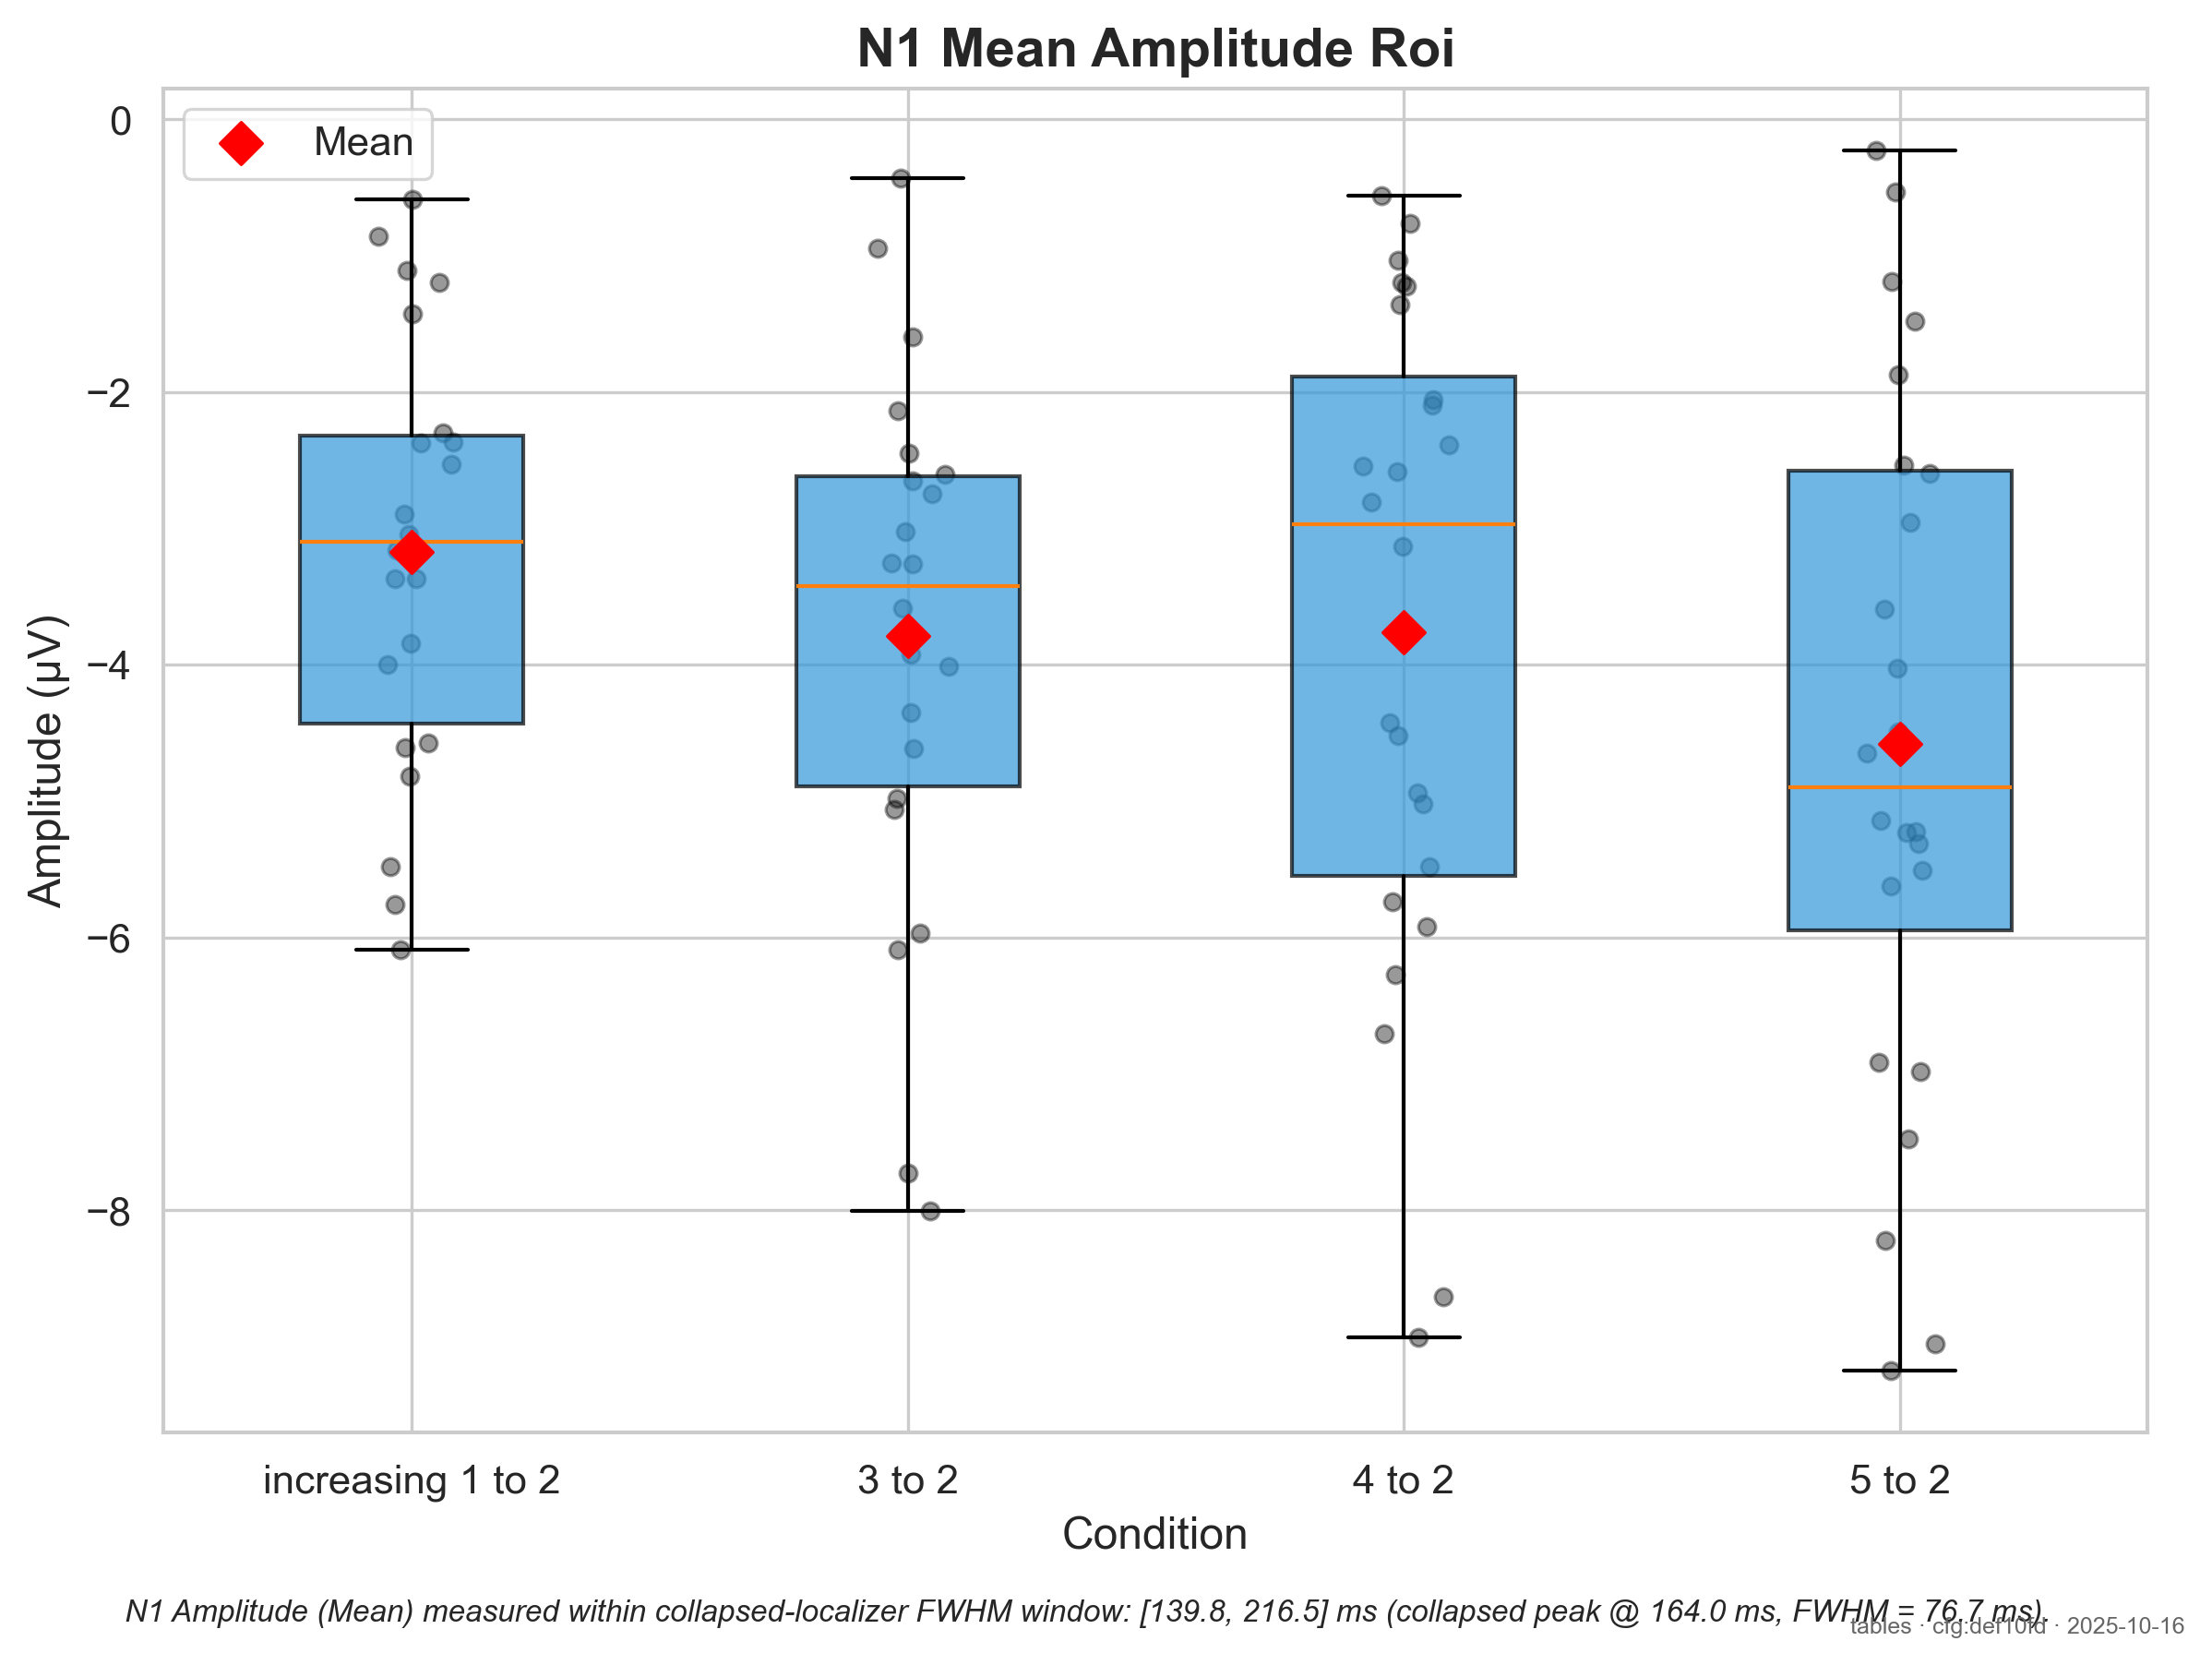 N1 Mean Amplitude Roi
Mean
0
−2
−4
−6
−8
Amplitude (µV)
increasing 1 to 2
3 to 2
4 to 2
5 to 2
Condition
N1 Amplitude (Mean) measured within collapsed-localizer FWHM window: [139.8, 216.5] ms (collapsed peak @ 164.0 ms, FWHM = 76.7 ms).
tables · cfg:def10fd · 2025-10-16